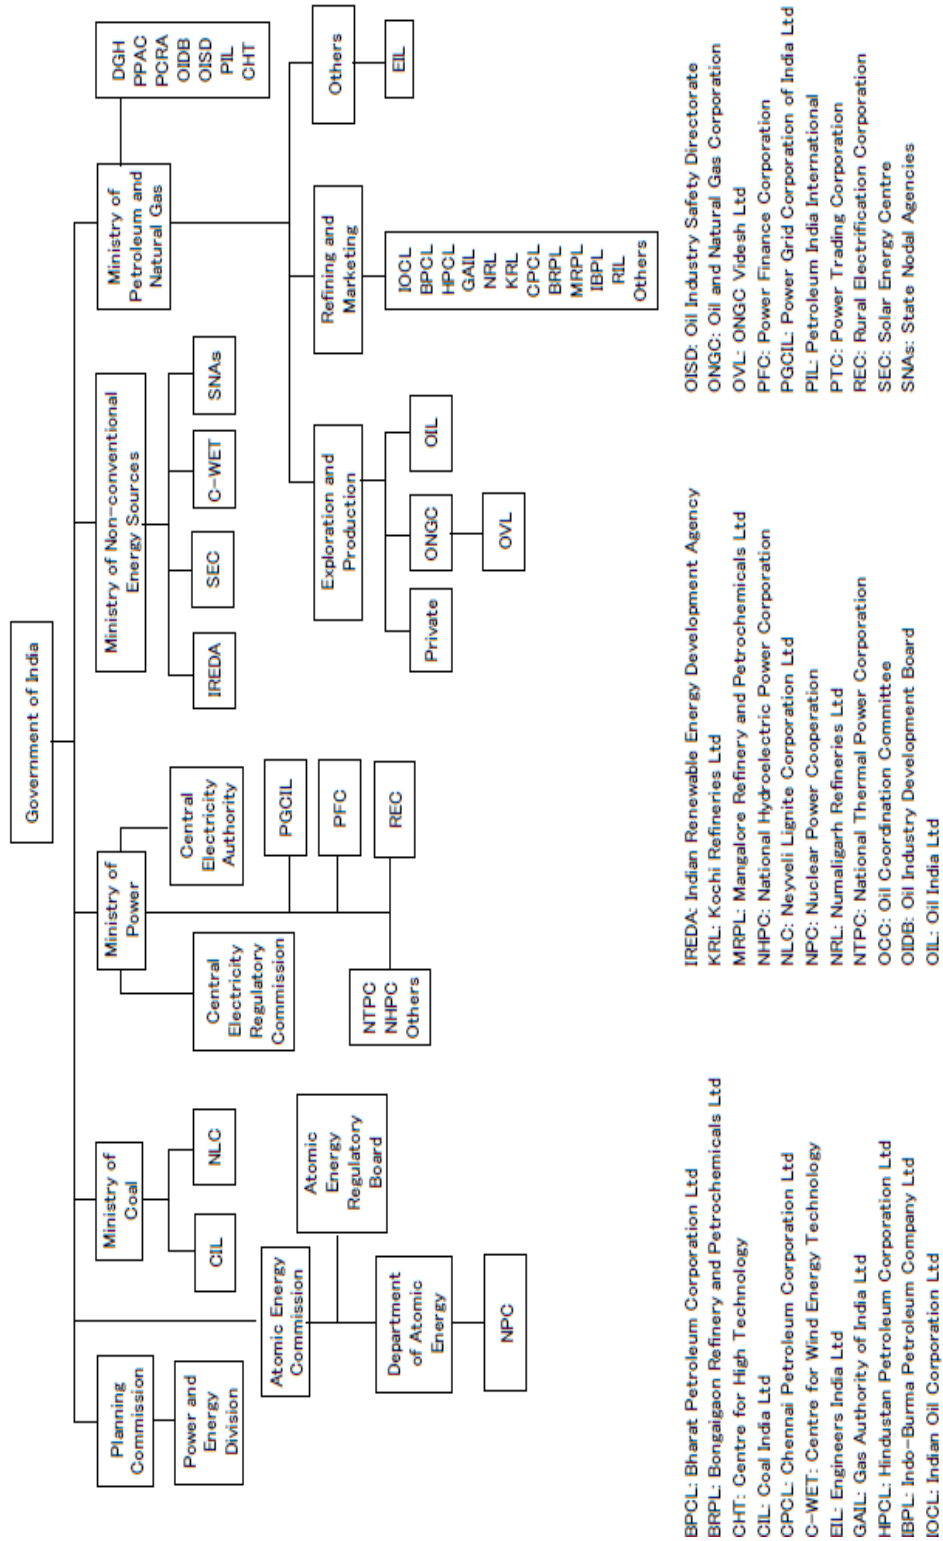 Government of India
Planning
Commission
Power and
Energy
Division
Ministry of
Coal
CIL
NLC
Atomic Energy
Commission
Atomic
Energy
Regulatory
Board
Department
of Atomic
Energy
NPC
Ministry of
Power
Central
Electricity
Regulatory
Commission
Central
Electricity
Authority
PGCIL
PFC
REC
NTPC
NHPC
Others
Ministry of Non-conventional
Energy Sources
IREDA
SEC
C-WET
SNAs
Ministry of
Petroleum and
Natural Gas
DGH
PPAC
PCRA
OIDB
OISD
PIL
CHT
Exploration and
Production
Private
ONGC
OIL
OVL
Refining and
Marketing
IOCL
BPCL
HPCL
GAIL
NRL
KRL
CPCL
BRPL
MRPL
IBPL
RIL
Others
Others
EIL
BPCL: Bharat Petroleum Corporation Ltd
BRPL: Bongaigaon Refinery and Petrochemicals Ltd
CHT: Centre for High Technology
CIL: Coal India Ltd
CPCL: Chennai Petroleum Corporation Ltd
C-WET: Centre for Wind Energy Technology
EIL: Engineers India Ltd
GAIL: Gas Authority of India Ltd
HPCL: Hindustan Petroleum Corporation Ltd
IBPL: Indo-Burma Petroleum Company Ltd
IOCL: Indian Oil Corporation Ltd
IREDA: Indian Renewable Energy Development Agency
KRL: Kochi Refineries Ltd
MRPL: Mangalore Refinery and Petrochemicals Ltd
NHPC: National Hydroelectric Power Corporation
NLC: Neyveli Lignite Corporation Ltd
NPC: Nuclear Power Cooperation
NRL: Numaligarh Refineries Ltd
NTPC: National Thermal Power Corporation
OCC: Oil Coordination Committee
OIDB: Oil Industry Development Board
OIL: Oil India Ltd
OISD: Oil Industry Safety Directorate
ONGC: Oil and Natural Gas Corporation
OVL: ONGC Videsh Ltd
PFC: Power Finance Corporation
PGCIL: Power Grid Corporation of India Ltd
PIL: Petroleum India International
PTC: Power Trading Corporation
REC: Rural Electrification Corporation
SEC: Solar Energy Centre
SNAs: State Nodal Agencies